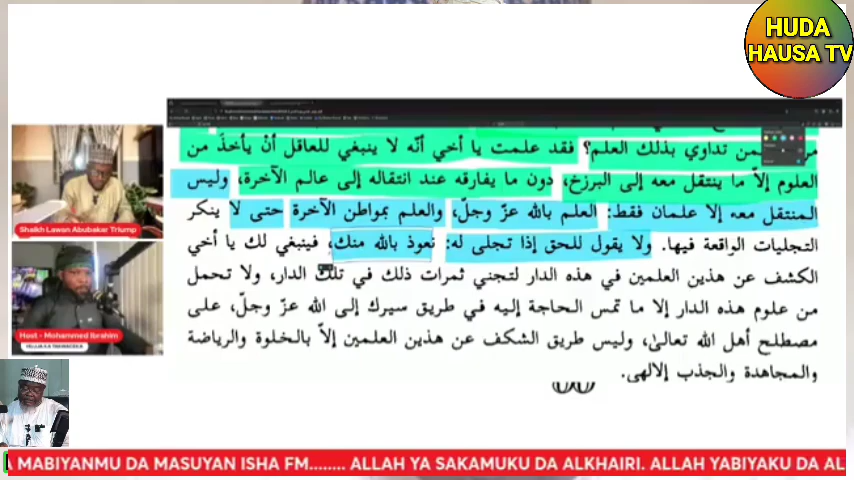 HUDA
HAUSA TV
تداوي بذلك العلم؟ فقد علمت يا أخي أنّه لا ينبغي للعاقل أنْ يأخذَ من
العلوم إلاّ ما ينتقل معه إلى البرزخ، دون ما يفارقه عند انتقاله إلى عالم الآخرة، وليس
المنتقل معه إلا علمان فقط: العلم بالله عزّ وجلّ، والعلم بمواطن الآخرة حتى لا ينكر
التجليات الواقعة فيها. ولا يقول للحق إذا تجلى له: نعوذ بالله منك، فينبغي لك يا أخي
الكشف عن هذين العلمين في هذه الدار لتجني ثمرات ذلك في تلك الدار، ولا تحمل
من علوم هذه الدار إلا ما تمس الحاجة إليه في طريق سيرك إلى الله عزّ وجلّ، على
مصطلح أهل الله تعالى، وليس طريق الشكف عن هذين العلمين إلاّ بالخلوة والرياضة
والمجاهدة والجذب إلالهي.
Shaikh Lawan Abubakar Triump
Host - Mohammed Ibrahim
A MABIYANMU DA MASUYAN ISHA FM........ ALLAH YA SAKAMUKU DA ALKHAIRI. ALLAH YABIYAKU DA AL